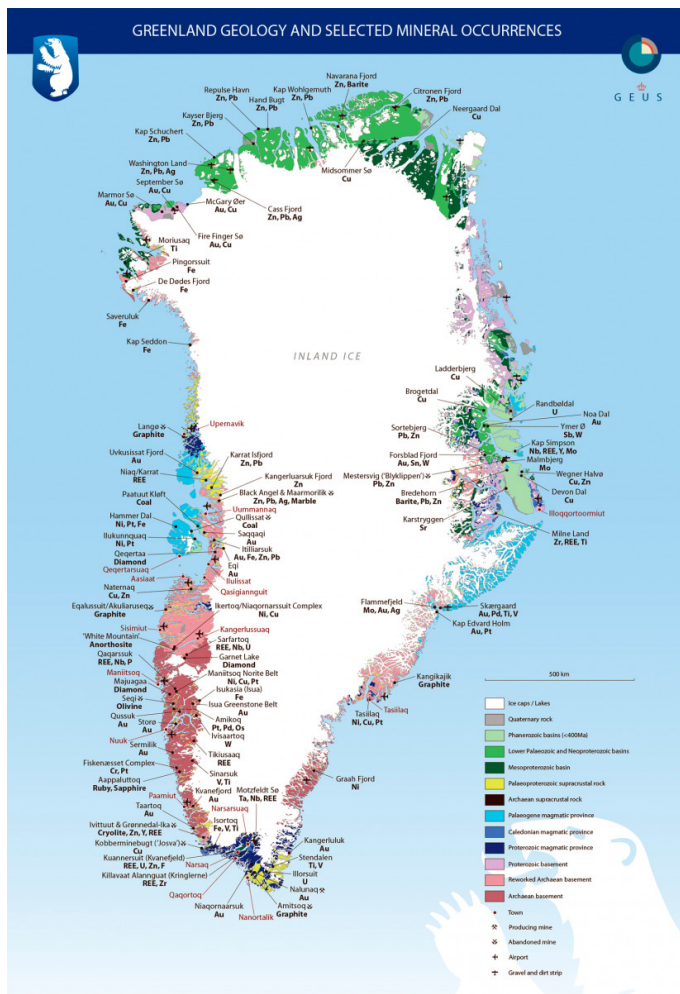 GREENLAND GEOLOGY AND SELECTED MINERAL OCCURRENCES
G E U S
Navarana Fjord
Zn, Barite
Kap Wohlgemuth
Zn, Pb
Citronen Fjord
Zn, Pb
Repulse Havn
Zn, Pb
Hand Bugt
Zn, Pb
Neergaard Dal
Cu
Kayser Bjerg
Zn, Pb
Kap Schuchert
Zn, Pb
Midsommer Sø
Cu
Washington Land
Zn, Pb, Ag
September Sø
Au, Cu
Marmor Sø
Au, Cu
McGary Øer
Au, Cu
Cass Fjord
Zn, Pb, Ag
Fire Finger Sø
Au, Cu
Moriusaq
Ti
Pingorssuit
Fe
De Dødes Fjord
Fe
Saveruluk
Fe
Kap Seddon
Fe
INLAND ICE
Ladderbjerg
Cu
Brogetdal
Cu
Randbøldal
U
Noa Dal
Au
Sortebjerg
Pb, Zn
Ymer Ø
Sb, W
Kap Simpson
Nb, REE, Y, Mo
Forsblad Fjord
Au, Sn, W
Malmbjerg
Mo
Mestersvig ('Blyklippen')
Pb, Zn
Wegner Halvø
Cu, Zn
Bredehorn
Barite, Pb, Zn
Devon Dal
Cu
Illoqqortoormiut
Karstryggen
Sr
Milne Land
Zr, REE, Ti
Langø
Graphite
Upernavik
Uvkusissat Fjord
Au
Karrat Isfjord
Zn, Pb
Niaq/Karrat
REE
Kangerluarsuk Fjord
Zn
Paatuut Kløft
Coal
Black Angel & Maarmorilik
Zn, Pb, Ag, Marble
Uummannaq
Hammer Dal
Ni, Pt, Fe
Qullissat
Coal
Ilukunnquaq
Ni, Pt
Saqqaqi
Au
Qeqertaa
Diamond
Itilliarsuk
Au, Fe, Zn, Pb
Qeqertarsuaq
Eqi
Au
Aasiaat
Ilulissat
Qasigiannguit
Naternaq
Cu, Zn
Eqalussuit/Akuliaruseq
Graphite
Ikertoq/Niaqornarssuit Complex
Ni, Cu
Sisimiut
Kangerlussuaq
'White Mountain'
Anorthosite
Sarfartoq
REE, Nb, U
Qaqarssuk
REE, Nb, P
Garnet Lake
Diamond
Maniitsoq
Maniitsoq Norite Belt
Ni, Cu, Pt
Majuagaa
Diamond
Isukasia (Isua)
Fe
Seqi
Olivine
Isua Greenstone Belt
Au
Qussuk
Au
Amikoq
Pt, Pd, Os
Storø
Au
Ivisaartoq
W
Nuuk
Sermilik
Au
Tikiusaaq
REE
Fiskenæsset Complex
Cr, Pt
Sinarsuk
V, Ti
Aappaluttoq
Ruby, Sapphire
Motzfeldt Sø
Ta, Nb, REE
Paamiut
Kvanefjord
Au
Narsarsuaq
Taartoq
Au
Isortoq
Fe, V, Ti
Ivittuut & Grønnedal-Ika
Cryolite, Zn, Y, REE
Kobberminebugt ('Josva')
Cu
Kuannersuit (Kvanefjeld)
REE, U, Zn, F
Narsaq
Killavaat Alannguat (Kringlerne)
REE, Zr
Qaqortoq
Niaqornaarsuk
Au
Nanortalik
Amitsoq
Graphite
Nalunaq
Au
Illorsuit
U
Stendalen
Ti, V
Kangerluluk
Au
Graah Fjord
Ni
Tasiilaq
Ni, Cu, Pt
Tasiilaq
Kangikajik
Graphite
Flammefjeld
Mo, Au, Ag
Skærgaard
Au, Pd, Ti, V
Kap Edvard Holm
Au, Pt
500 km
Ice caps / Lakes
Quaternary rock
Phanerozoic basins (<400Ma)
Lower Palaeozoic and Neoproterozoic basins
Mesoproterozoic basin
Palaeoproterozoic supracrustal rock
Archaean supracrustal rock
Palaeogene magmatic province
Caledonian magmatic province
Proterozoic magmatic province
Proterozoic basement
Reworked Archaean basement
Archaean basement
Town
Producing mine
Abandoned mine
Airport
Gravel and dirt strip